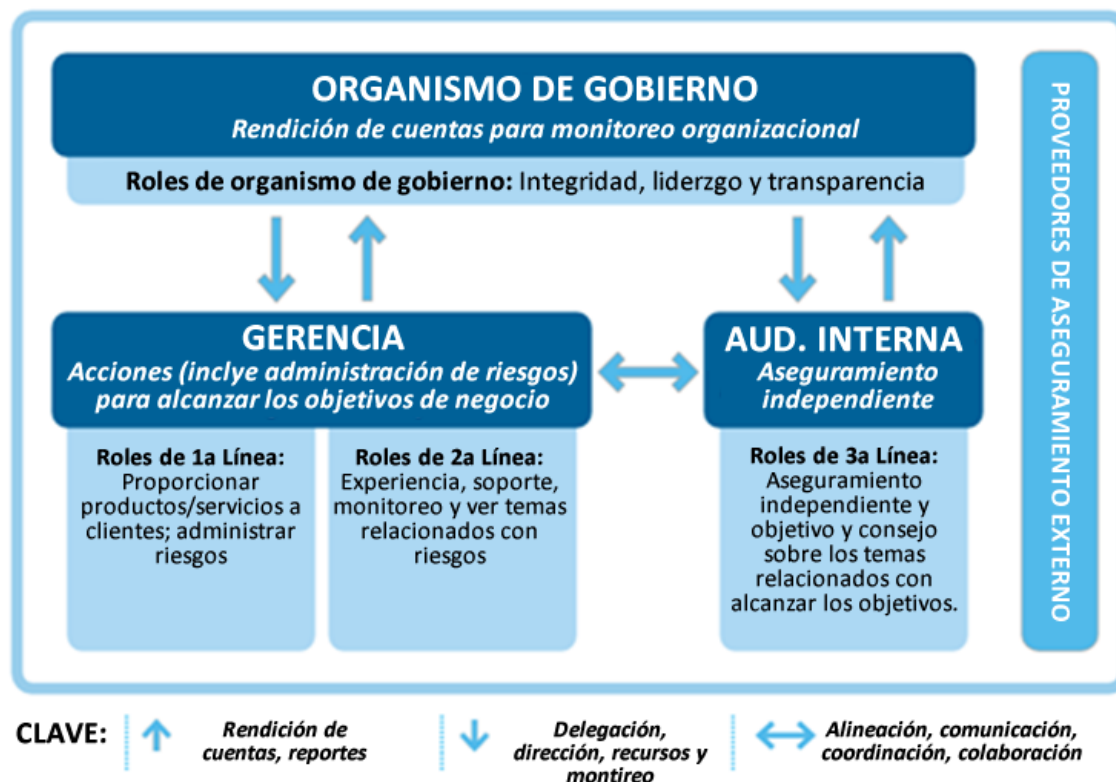 ORGANISMO DE GOBIERNO
Rendición de cuentas para monitoreo organizacional
Roles de organismo de gobierno: Integridad, liderzgo y transparencia
GERENCIA
Acciones (inclye administración de riesgos)
para alcanzar los objetivos de negocio
Roles de 1a Línea:
Proporcionar
productos/servicios a
clientes; administrar
riesgos
Roles de 2a Línea:
Experiencia, soporte,
monitoreo y ver temas
relacionados con
riesgos
AUD. INTERNA
Aseguramiento
independiente
Roles de 3a Línea:
Aseguramiento
independiente y
objetivo y consejo
sobre los temas
relacionados con
alcanzar los objetivos.
PROVEEDORES DE ASEGURAMIENTO EXTERNO
CLAVE:
Rendición de
cuentas, reportes
Delegación,
dirección, recursos y
montireo
Alineación, comunicación,
coordinación, colaboración